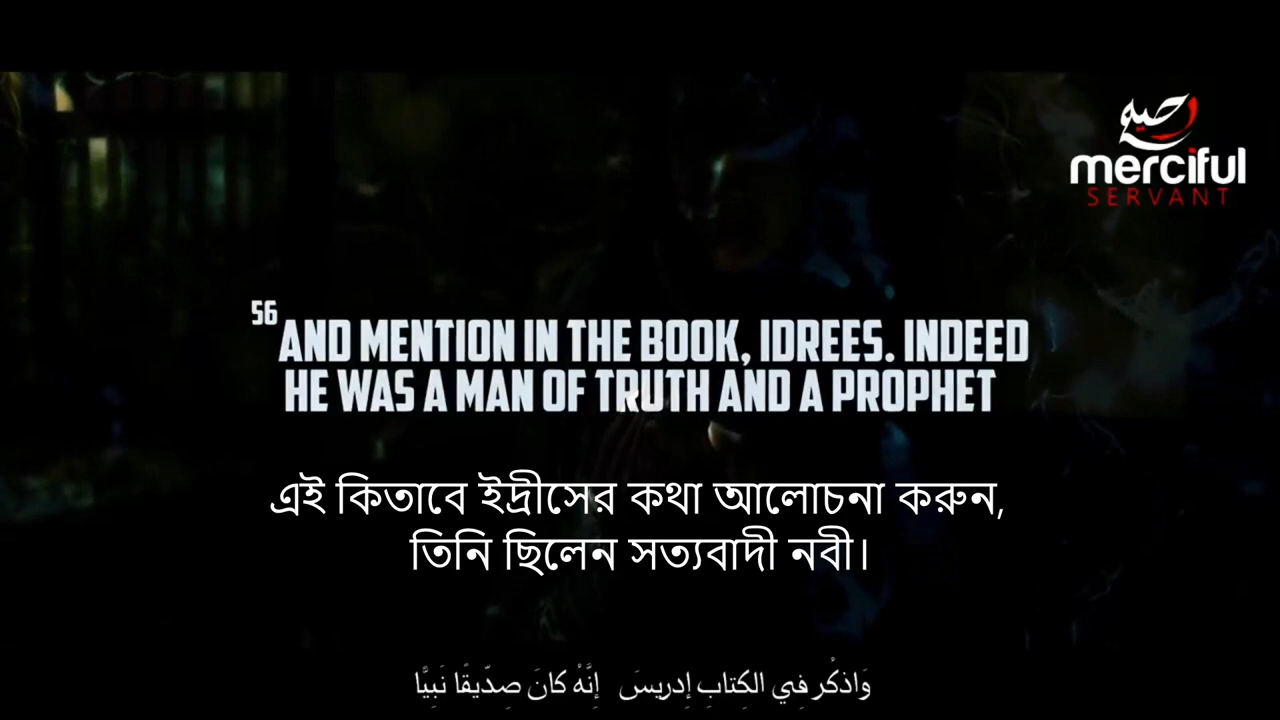 رحيم
merciful
SERVANT
56 AND MENTION IN THE BOOK, IDREES. INDEED
HE WAS A MAN OF TRUTH AND A PROPHET
এই কিতাবে ইদ্রীসের কথা আলোচনা করুন,
তিনি ছিলেন সত্যবাদী নবী।
وَاذكُر فِي الكِتابِ إِدريسَ إِنَّهُ كانَ صِدّيقًا نَبِيًّا